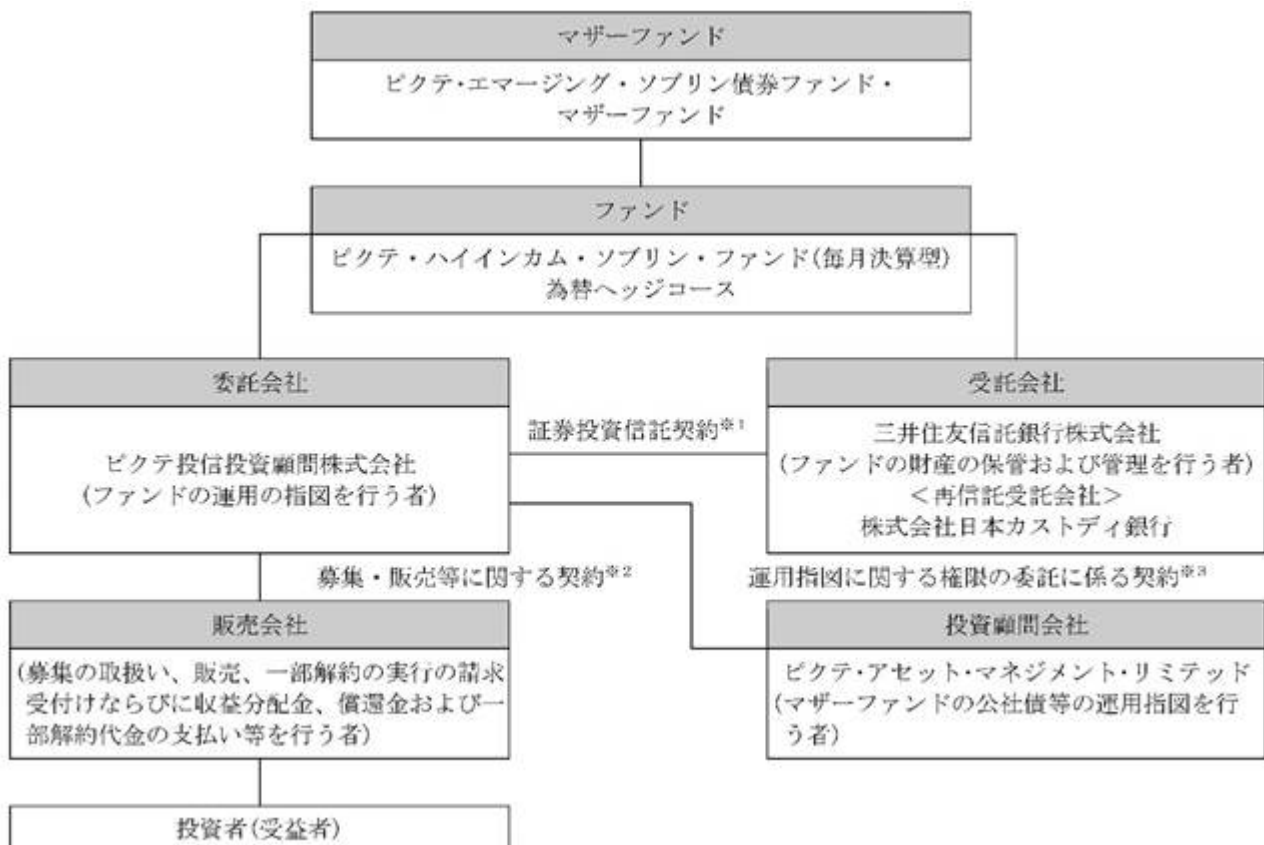 マザーファンド
ピクテ・エマージング・ソブリン債券ファンド・
マザーファンド
ファンド
ピクテ・ハイインカム・ソブリン・ファンド(毎月決算型)
為替ヘッジコース
委託会社
ピクテ投信投資顧問株式会社
(ファンドの運用の指図を行う者)
証券投資信託契約※1
受託会社
三井住友信託銀行株式会社
(ファンドの財産の保管および管理を行う者)
＜再信託受託会社＞
株式会社日本カストディ銀行
募集・販売等に関する契約※2
運用指図に関する権限の委託に係る契約※3
販売会社
(募集の取扱い、販売、一部解約の実行の請求
受付けならびに収益分配金、償還金および一
部解約代金の支払い等を行う者)
投資顧問会社
ピクテ・アセット・マネジメント・リミテッド
(マザーファンドの公社債等の運用指図を行
う者)
投資者(受益者)